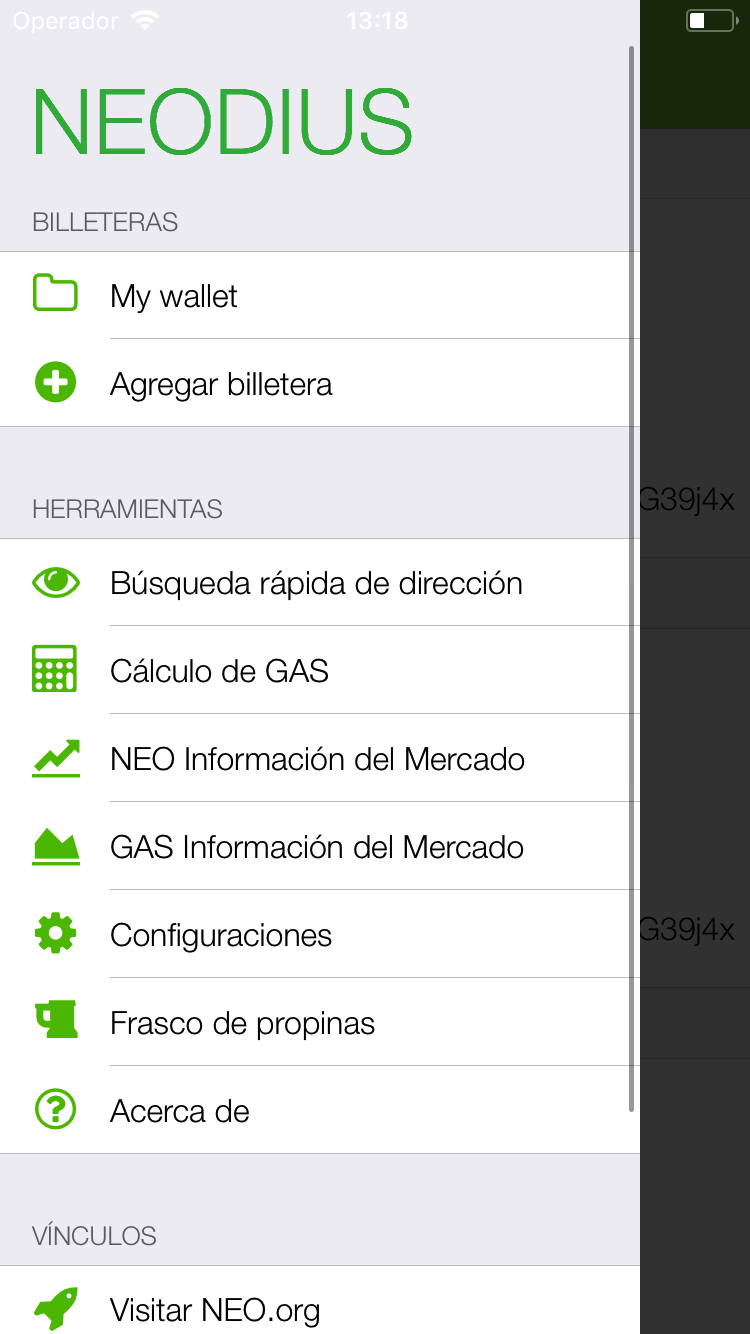 Operador 13:18
NEODIUS
BILLETERAS
My wallet
Agregar billetera
HERRAMIENTAS
G39j4x
Búsqueda rápida de dirección
Cálculo de GAS
NEO Información del Mercado
GAS Información del Mercado
Configuraciones
G39j4x
Frasco de propinas
Acerca de
VÍNCULOS
Visitar NEO.org